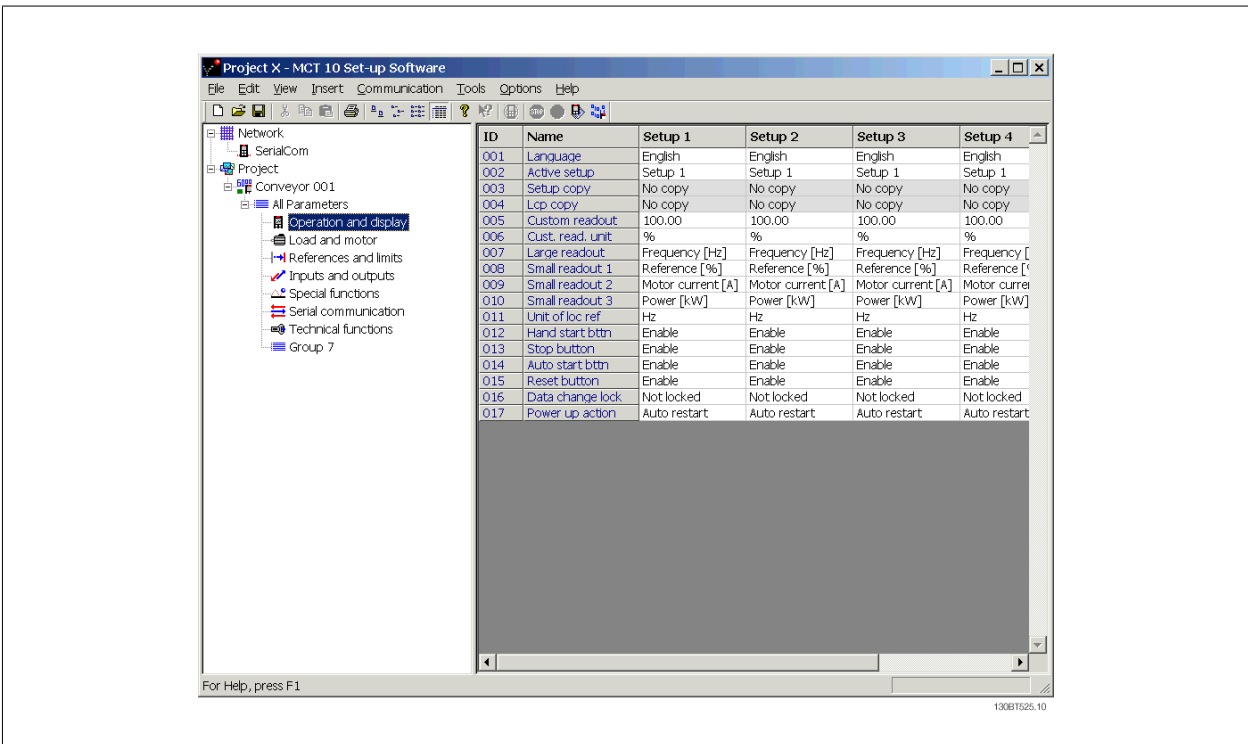 Project X - MCT 10 Set-up Software
File Edit View Insert Communication Tools Options Help
Network
SerialCom
Project
Conveyor 001
All Parameters
Operation and display
Load and motor
References and limits
Inputs and outputs
Special functions
Serial communication
Technical functions
Group 7
ID Name Setup 1 Setup 2 Setup 3 Setup 4
001 Language English English English English
002 Active setup Setup 1 Setup 1 Setup 1 Setup 1
003 Setup copy No copy No copy No copy No copy
004 Lcp copy No copy No copy No copy No copy
005 Custom readout 100.00 100.00 100.00 100.00
006 Cust. read. unit % % % %
007 Large readout Frequency [Hz] Frequency [Hz] Frequency [Hz] Frequency [
008 Small readout 1 Reference [%] Reference [%] Reference [%] Reference [
009 Small readout 2 Motor current [A] Motor current [A] Motor current [A] Motor curre
010 Small readout 3 Power [kW] Power [kW] Power [kW] Power [kW]
011 Unit of loc ref Hz Hz Hz Hz
012 Hand start bttn Enable Enable Enable Enable
013 Stop button Enable Enable Enable Enable
014 Auto start bttn Enable Enable Enable Enable
015 Reset button Enable Enable Enable Enable
016 Data change lock Not locked Not locked Not locked Not locked
017 Power up action Auto restart Auto restart Auto restart Auto restart
For Help, press F1
130BT525.10